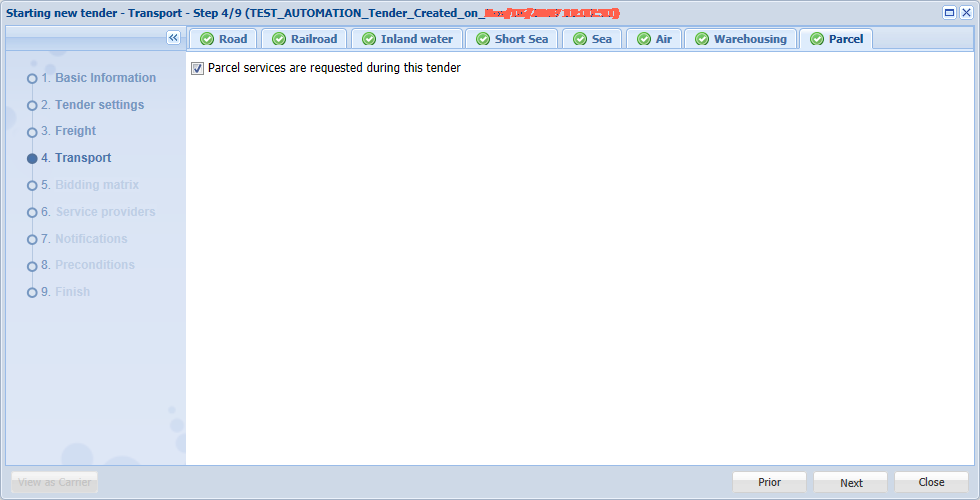 Starting new tender - Transport - Step 4/9 (TEST_AUTOMATION_Tender_Created_on_
Road Railroad Inland water Short Sea Sea Air Warehousing Parcel
Parcel services are requested during this tender
1. Basic Information
2. Tender settings
3. Freight
4. Transport
5. Bidding matrix
6. Service providers
7. Notifications
8. Preconditions
9. Finish
View as Carrier Prior Next Close